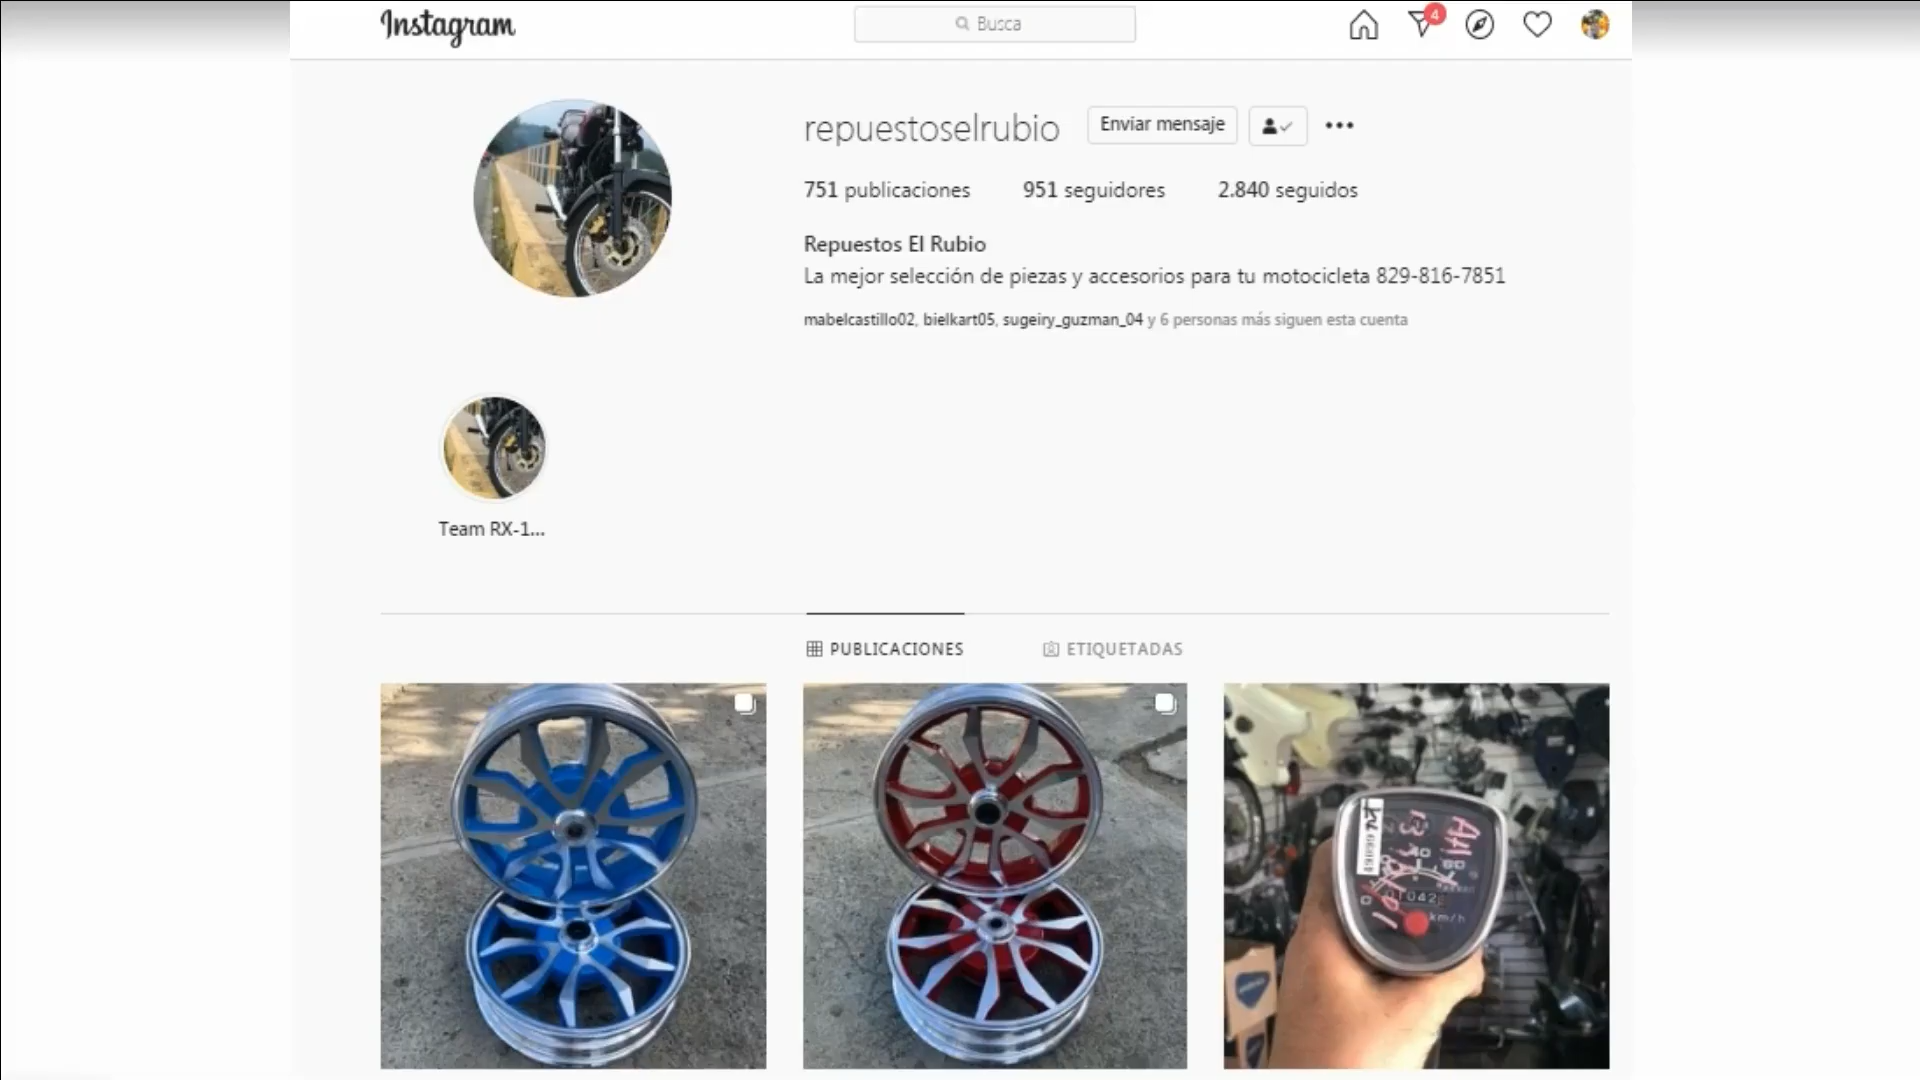 Instagram
Busca
4
repuestoselrubio
Enviar mensaje
751 publicaciones 951 seguidores 2.840 seguidos
Repuestos El Rubio
La mejor selección de piezas y accesorios para tu motocicleta 829-816-7851
mabelcastillo02, bielkart05, sugeiry_guzman_04 y 6 personas más siguen esta cuenta
Team RX-1...
PUBLICACIONES
ETIQUETADAS
40
0
km/h